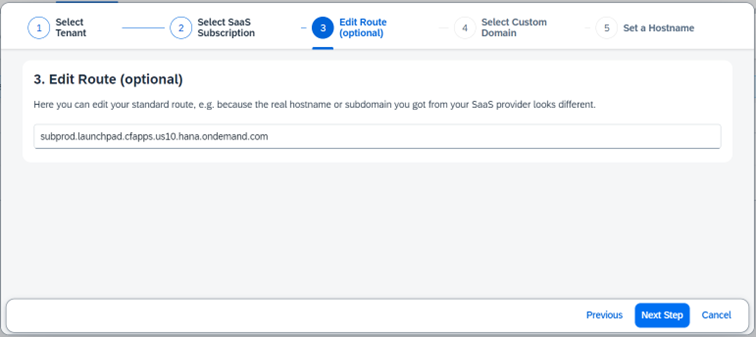 1 Select Tenant
2 Select SaaS Subscription
3 Edit Route (optional)
4 Select Custom Domain
5 Set a Hostname
3. Edit Route (optional)
Here you can edit your standard route, e.g. because the real hostname or subdomain you got from your SaaS provider looks different.
subprod.launchpad.cfapps.us10.hana.ondemand.com
Previous Next Step Cancel